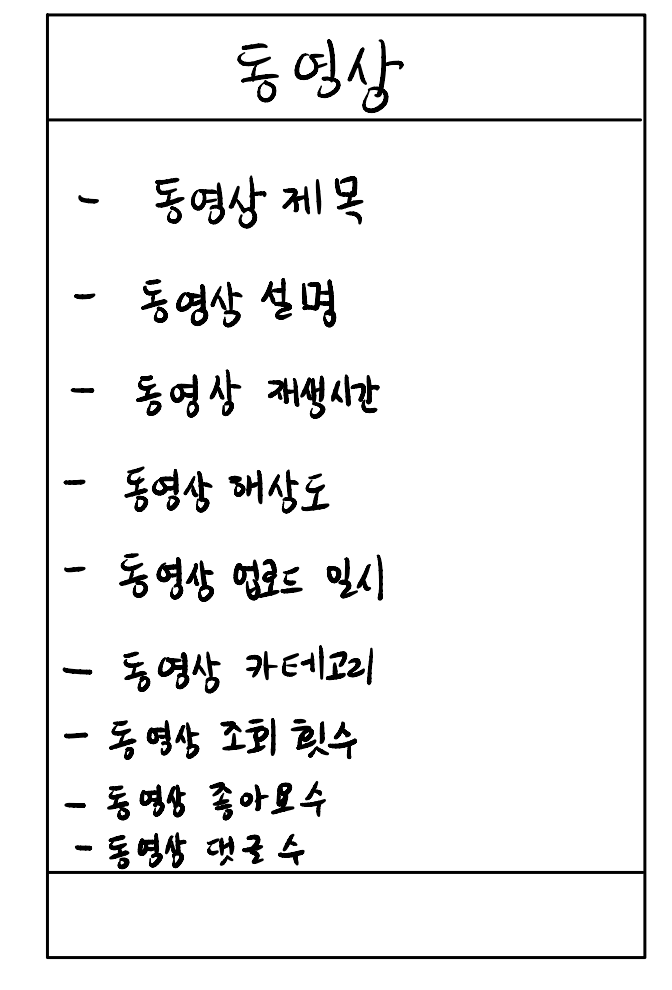 동영상
- 동영상 제목
- 동영상 설명
- 동영상 재생시간
- 동영상 해상도
- 동영상 업로드 일시
- 동영상 카테고리
- 동영상 조회 횟수
- 동영상 좋아요수
- 동영상 댓글 수